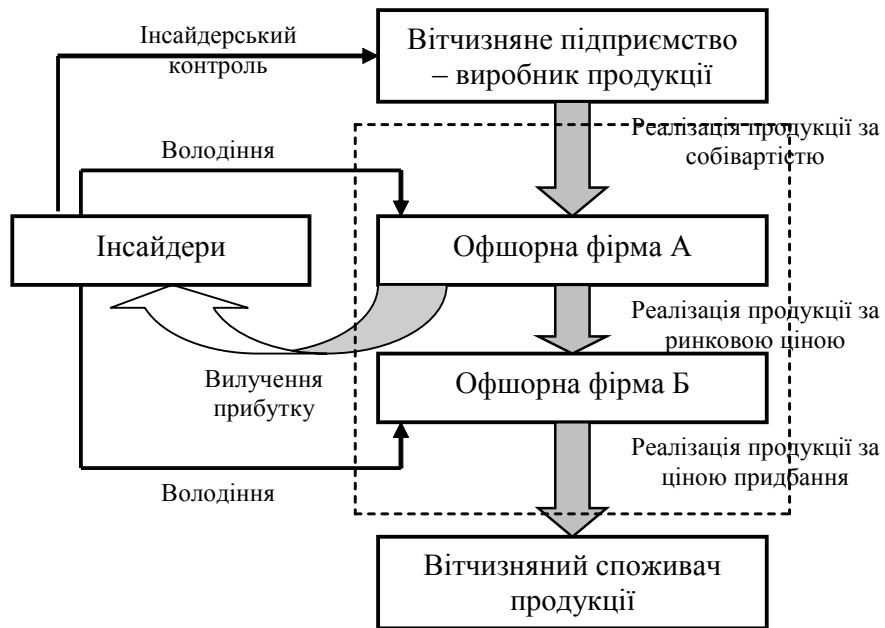 Інсайдерський
контроль
Вітчизняне підприємство
– виробник продукції
Реалізація продукції за
собівартістю
Володіння
Інсайдери
Офшорна фірма А
Реалізація продукції за
ринковою ціною
Вилучення
прибутку
Офшорна фірма Б
Реалізація продукції за
ціною придбання
Володіння
Вітчизняний споживач
продукції